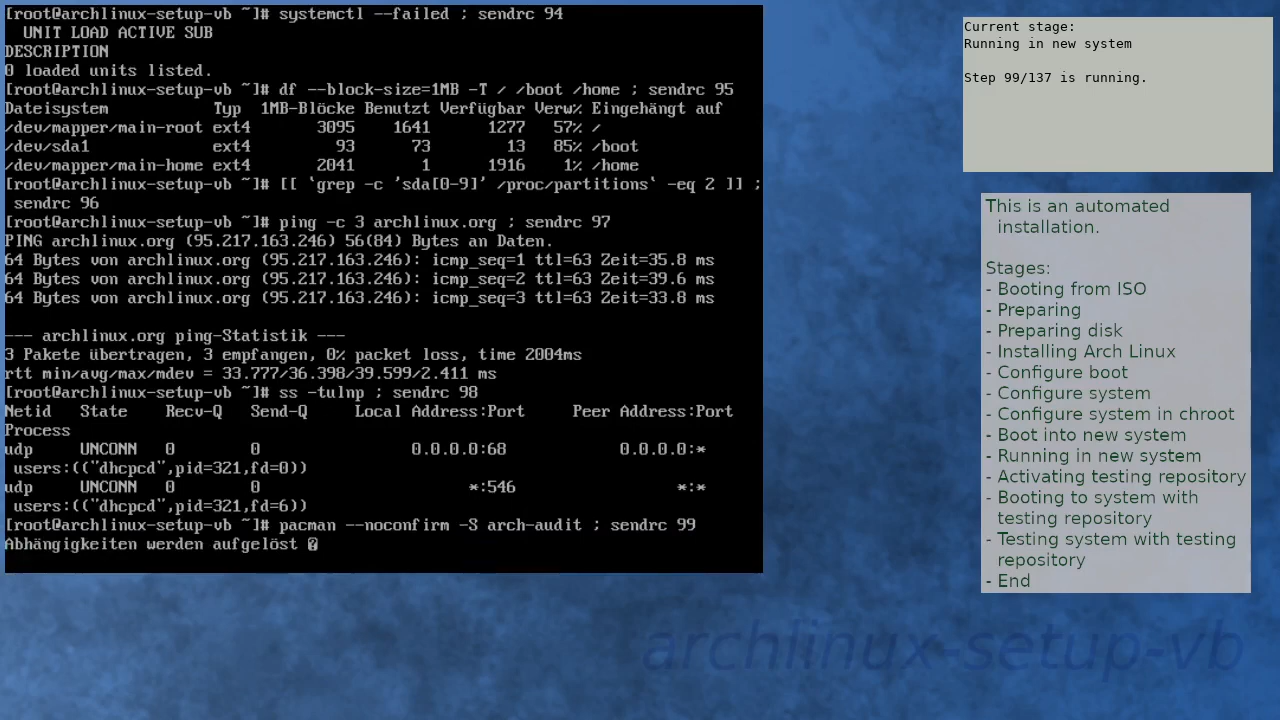 [root@archlinux-setup-vb ~]# systemctl --failed ; sendrc 94
  UNIT LOAD ACTIVE SUB
DESCRIPTION
0 loaded units listed.
[root@archlinux-setup-vb ~]# df --block-size=1MB -T / /boot /home ; sendrc 95
Dateisystem           Typ  1MB-Blöcke Benutzt Verfügbar Verw% Eingehängt auf
/dev/mapper/main-root ext4       3095    1641      1277   57% /
/dev/sda1             ext4         93      73        13   85% /boot
/dev/mapper/main-home ext4       2041       1      1916    1% /home
[root@archlinux-setup-vb ~]# [[ `grep -c 'sda[0-9]' /proc/partitions` -eq 2 ]] ;
 sendrc 96
[root@archlinux-setup-vb ~]# ping -c 3 archlinux.org ; sendrc 97
PING archlinux.org (95.217.163.246) 56(84) Bytes an Daten.
64 Bytes von archlinux.org (95.217.163.246): icmp_seq=1 ttl=63 Zeit=35.8 ms
64 Bytes von archlinux.org (95.217.163.246): icmp_seq=2 ttl=63 Zeit=39.6 ms
64 Bytes von archlinux.org (95.217.163.246): icmp_seq=3 ttl=63 Zeit=33.8 ms

--- archlinux.org ping-Statistik ---
3 Pakete übertragen, 3 empfangen, 0% packet loss, time 2004ms
rtt min/avg/max/mdev = 33.777/36.398/39.599/2.411 ms
[root@archlinux-setup-vb ~]# ss -tulnp ; sendrc 98
Netid   State    Recv-Q   Send-Q     Local Address:Port     Peer Address:Port
Process
udp     UNCONN   0        0                0.0.0.0:68            0.0.0.0:*
 users:(("dhcpcd",pid=321,fd=0))
udp     UNCONN   0        0                      *:546                 *:*
 users:(("dhcpcd",pid=321,fd=6))
[root@archlinux-setup-vb ~]# pacman --noconfirm -S arch-audit ; sendrc 99
Abhängigkeiten werden aufgelöst �
Current stage:
Running in new system

Step 99/137 is running.
This is an automated
installation.

Stages:
- Booting from ISO
- Preparing
- Preparing disk
- Installing Arch Linux
- Configure boot
- Configure system
- Configure system in chroot
- Boot into new system
- Running in new system
- Activating testing repository
- Booting to system with
testing repository
- Testing system with testing
repository
- End
archlinux-setup-vb